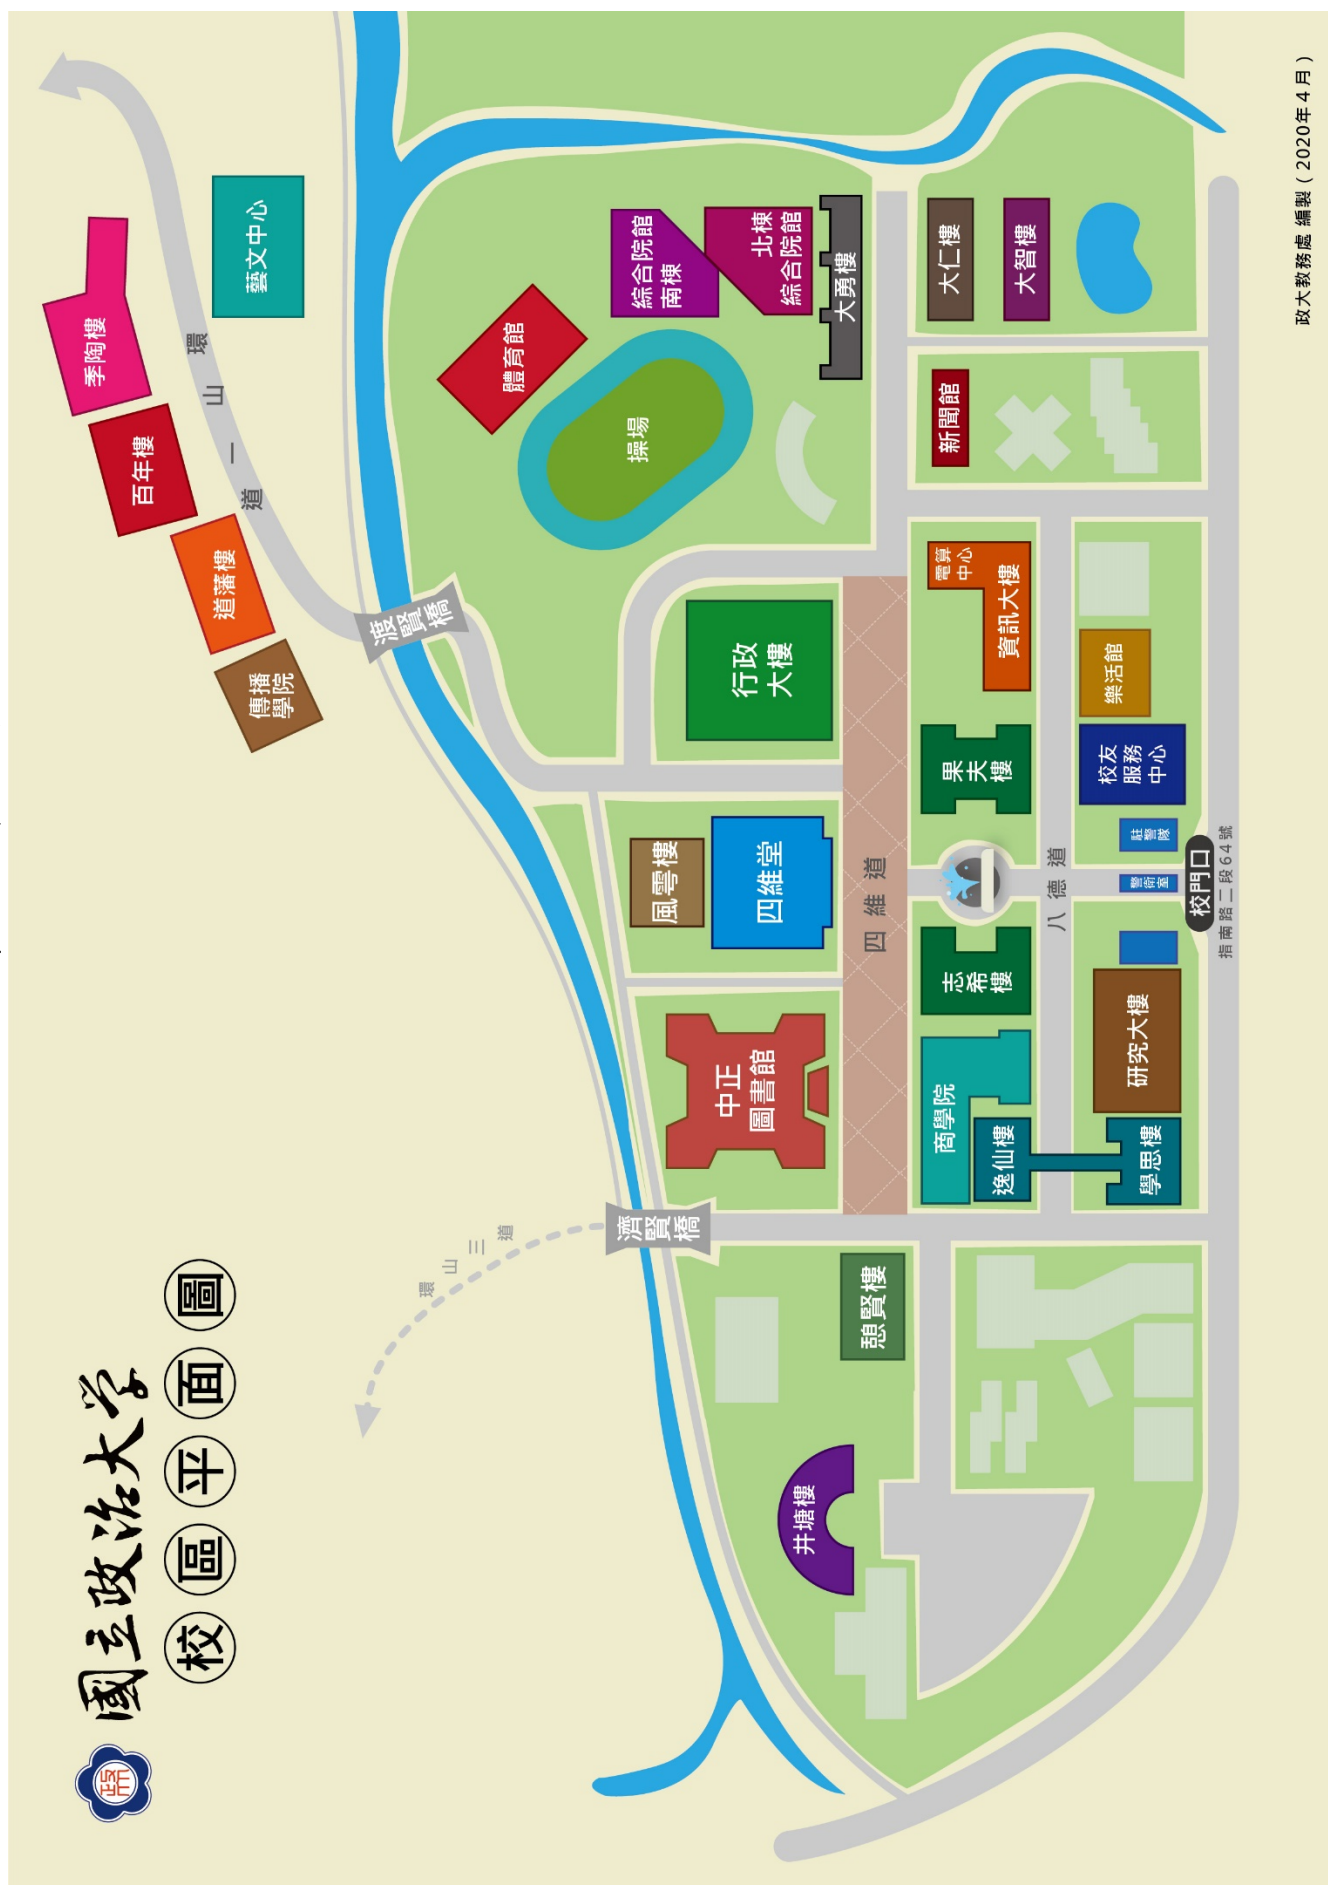 國立政治大學
校區平面圖
政
藝文中心
季陶樓
百年樓
道藩樓
傳播
學院
環山一道
渡賢橋
體育館
操場
綜合院館
南棟
北棟
綜合院館
大勇樓
大仁樓
大智樓
新聞館
行政
大樓
電算
中心
資訊大樓
樂活館
果夫樓
校友
服務
中心
駐警隊
警衛室
校門口
指南路二段64號
風雩樓
四維堂
四維道
八德道
志希樓
研究大樓
中正
圖書館
商學院
逸仙樓
學思樓
濟賢橋
環山三道
憩賢樓
井塘樓
政大教務處 編製(2020年4月)